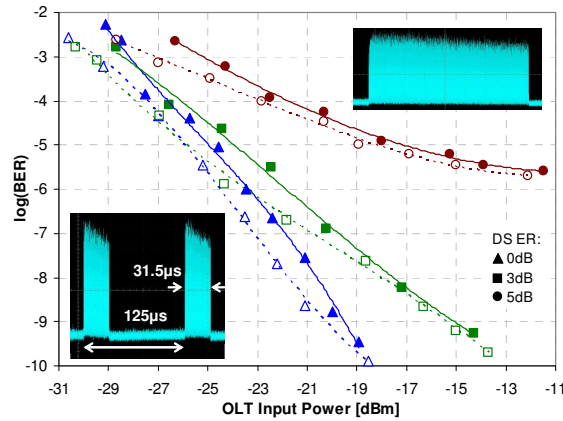 -2
-3
-4
-5
-6
-7
-8
-9
-10
log(BER)
-31 -29 -27 -25 -23 -21 -19 -17 -15 -13 -11
OLT Input Power [dBm]
31.5µs
125µs
DS ER:
0dB
3dB
5dB